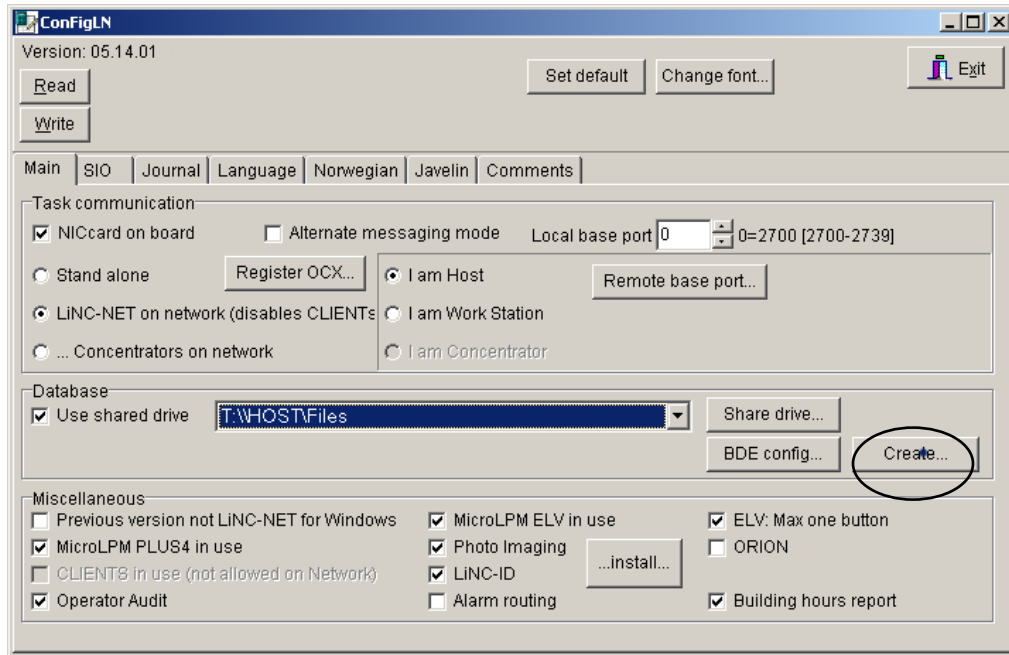 ConFigLN
Version: 05.14.01
Read
Set default
Change font...
Exit
Write
Main SIO Journal Language Norwegian Javelin Comments
Task communication
NICcard on board
Alternate messaging mode
Local base port 0 0=2700 [2700-2739]
Stand alone
Register OCX...
I am Host
Remote base port...
LiNC-NET on network (disables CLIENTs
I am Work Station
... Concentrators on network
I am Concentrator
Database
Use shared drive
T:\\HOST\Files
Share drive...
BDE config...
Create...
Miscellaneous
Previous version not LiNC-NET for Windows
MicroLPM ELV in use
ELV: Max one button
MicroLPM PLUS4 in use
Photo Imaging
...install...
ORION
CLIENTS in use (not allowed on Network)
LiNC-ID
Operator Audit
Alarm routing
Building hours report